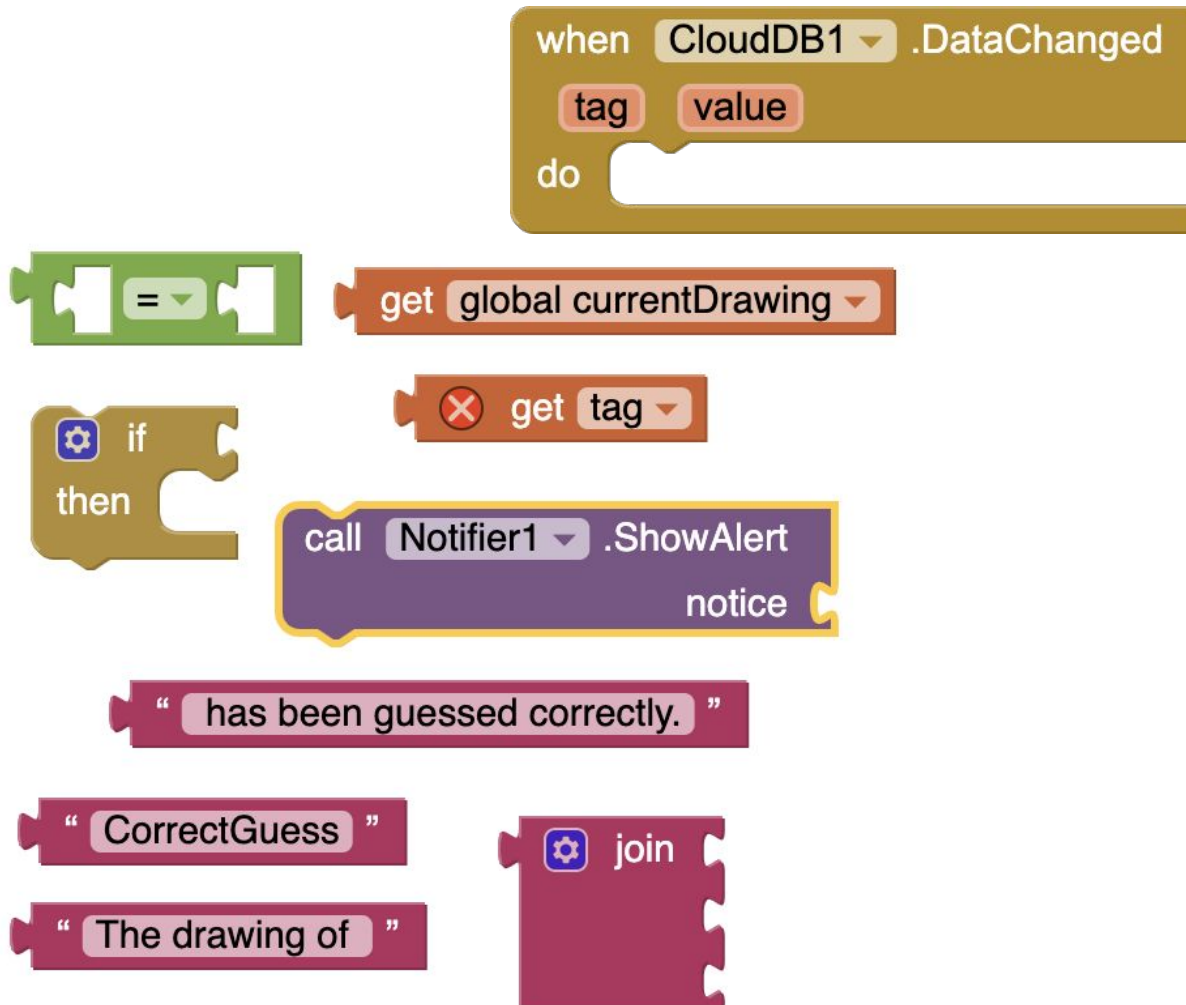 when CloudDB1 .DataChanged
tag value
do
=
get global currentDrawing
get tag
if
then
call Notifier1 .ShowAlert
notice
“ has been guessed correctly. ”
“ CorrectGuess ”
join
“ The drawing of ”